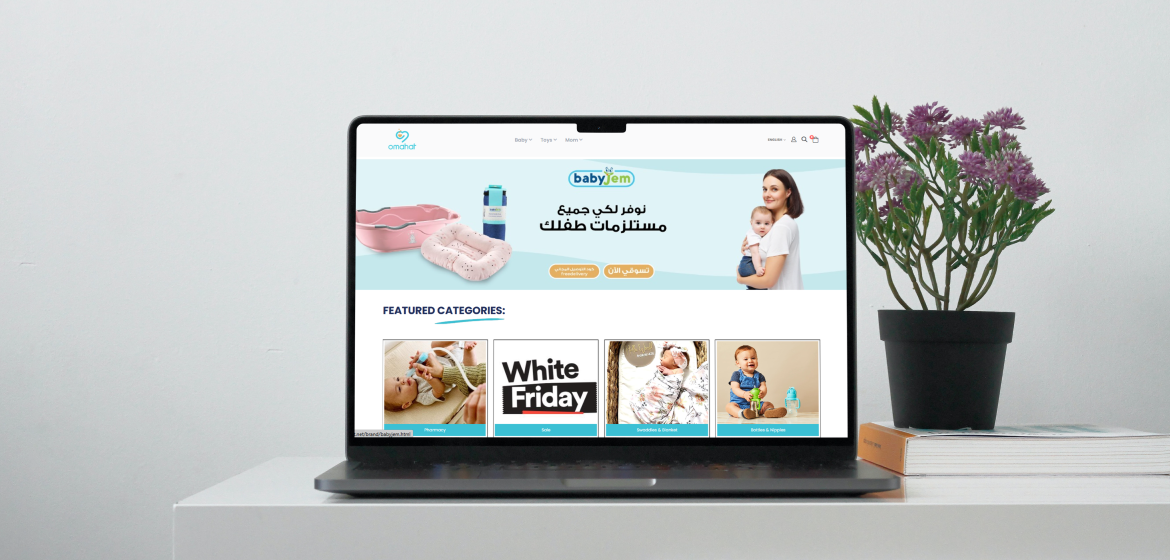 omahat
Baby
Toys
Mom
ENGLISH
babyjem
نوفر لكي جميع
مستلزمات طفلك
تسوقي الآن
FEATURED CATEGORIES:
White
Friday
Pharmacy
Sale
Swaddles & Blanket
Bottles & Nipples
.net/brand/babyjem.html